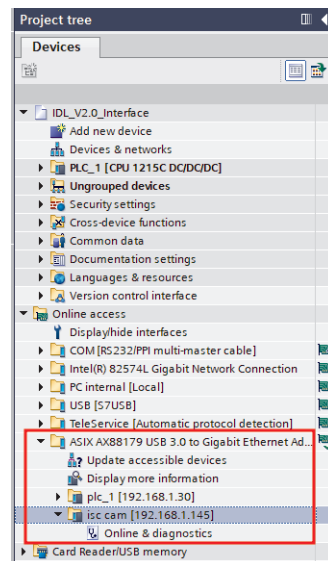 Project tree
Devices
IDL_V2.0_Interface
Add new device
Devices & networks
PLC_1 [CPU 1215C DC/DC/DC]
Ungrouped devices
Security settings
Cross-device functions
Common data
Documentation settings
Languages & resources
Version control interface
Online access
Display/hide interfaces
COM [RS232/PPI multi-master cable]
Intel(R) 82574L Gigabit Network Connection
PC internal [Local]
USB [S7USB]
TeleService [Automatic protocol detection]
ASIX AX88179 USB 3.0 to Gigabit Ethernet Ad...
Update accessible devices
Display more information
plc_1 [192.168.1.30]
isc cam [192.168.1.145]
Online & diagnostics
Card Reader/USB memory